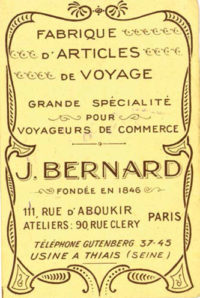 FABRIQUE
D'ARTICLES
DE VOYAGE
GRANDE SPÉCIALITÉ
POUR
VOYAGEURS DE COMMERCE
J. BERNARD
FONDÉE EN 1846
111, RUE D'ABOUKIR
ATELIERS: 90, RUE CLERY
PARIS
TÉLÉPHONE GUTENBERG 37-45
USINE A THIAIS (SEINE)